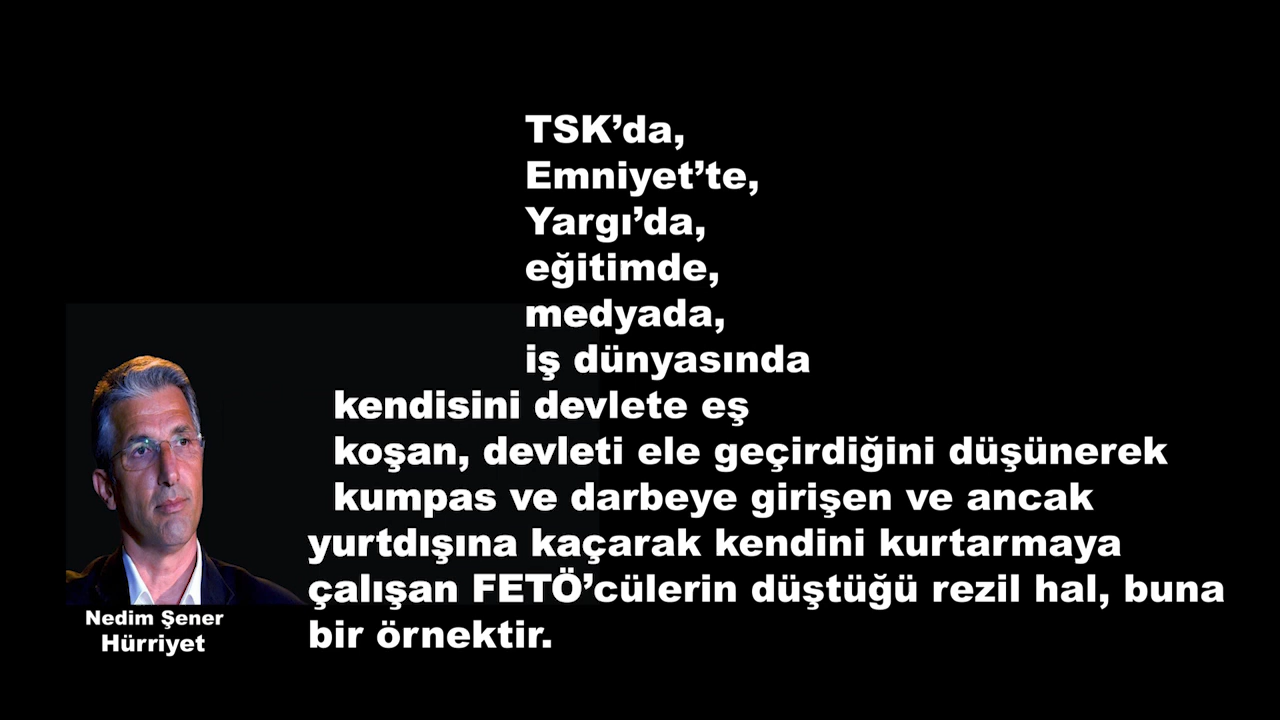 TSK’da,
Emniyet’te,
Yargı’da,
eğitimde,
medyada,
iş dünyasında
kendisini devlete eş
koşan, devleti ele geçirdiğini düşünerek
kumpas ve darbeye girişen ve ancak
yurtdışına kaçarak kendini kurtarmaya
çalışan FETÖ’cülerin düştüğü rezil hal, buna
bir örnektir.
Nedim Şener
Hürriyet